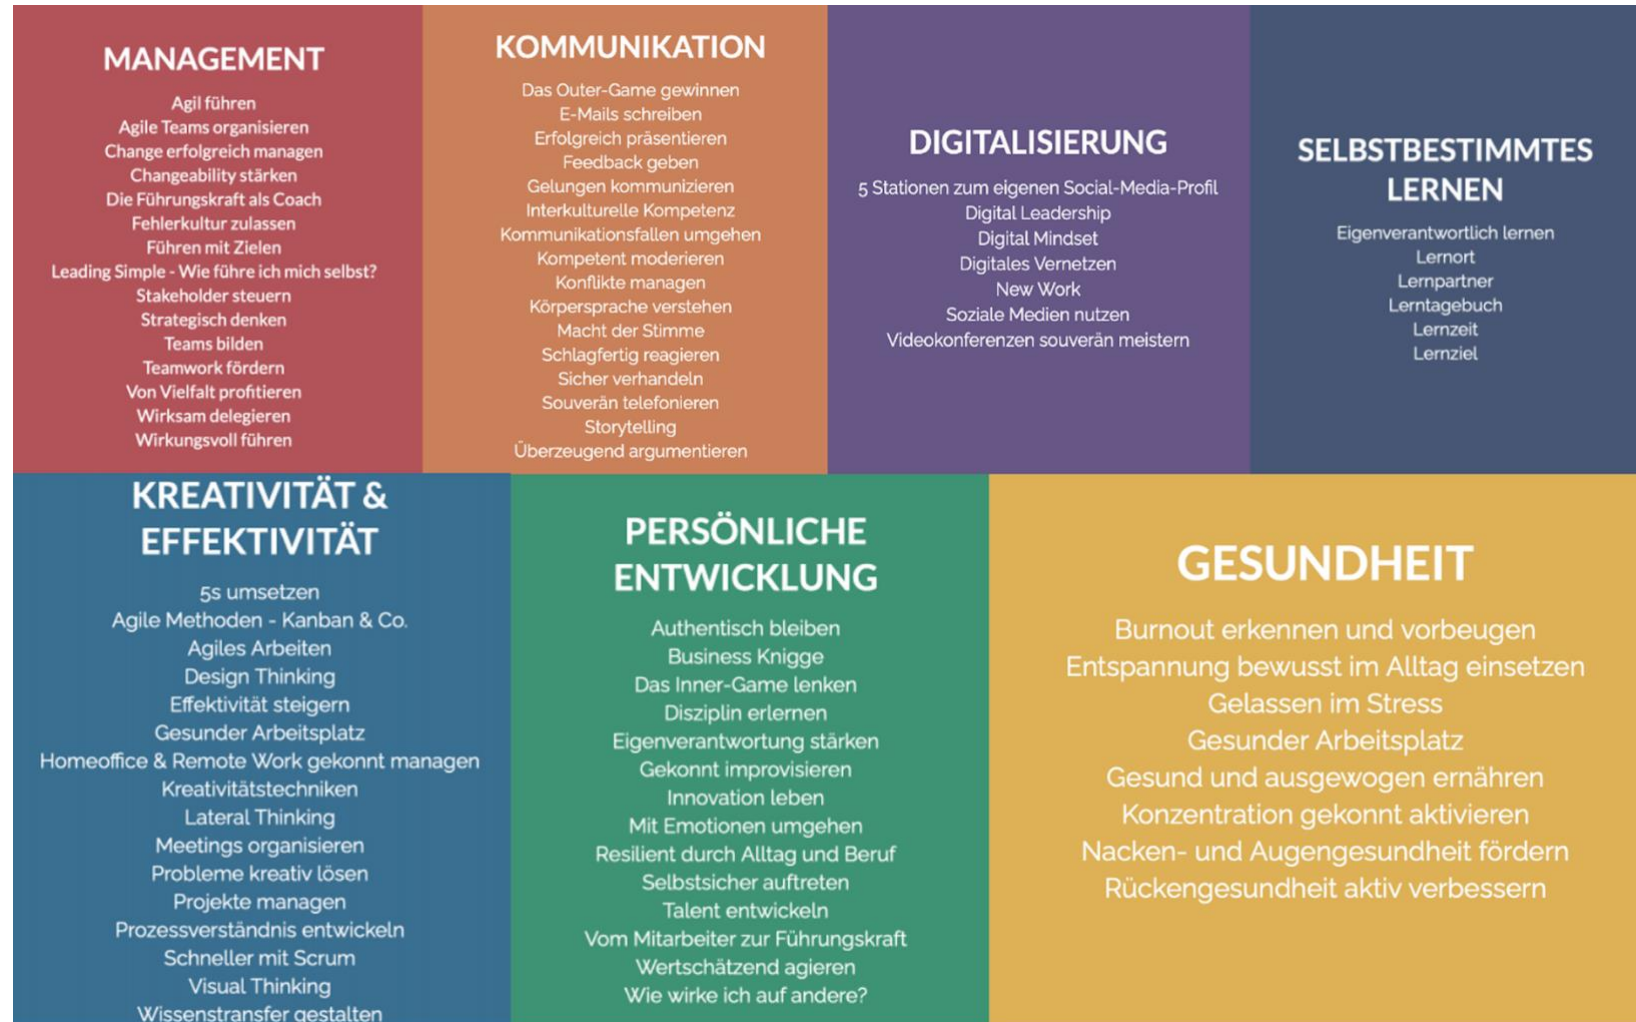 MANAGEMENT
Agil führen
Agile Teams organisieren
Change erfolgreich managen
Changeability stärken
Die Führungskraft als Coach
Fehlerkultur zulassen
Führen mit Zielen
Leading Simple - Wie führe ich mich selbst?
Stakeholder steuern
Strategisch denken
Teams bilden
Teamwork fördern
Von Vielfalt profitieren
Wirksam delegieren
Wirkungsvoll führen
KOMMUNIKATION
Das Outer-Game gewinnen
E-Mails schreiben
Erfolgreich präsentieren
Feedback geben
Gelungen kommunizieren
Interkulturelle Kompetenz
Kommunikationsfallen umgehen
Kompetent moderieren
Konflikte managen
Körpersprache verstehen
Macht der Stimme
Schlagfertig reagieren
Sicher verhandeln
Souverän telefonieren
Storytelling
Überzeugend argumentieren
DIGITALISIERUNG
5 Stationen zum eigenen Social-Media-Profil
Digital Leadership
Digital Mindset
Digitales Vernetzen
New Work
Soziale Medien nutzen
Videokonferenzen souverän meistern
SELBSTBESTIMMTES
LERNEN
Eigenverantwortlich lernen
Lernort
Lernpartner
Lerntagebuch
Lernzeit
Lernziel
KREATIVITÄT &
EFFEKTIVITÄT
5s umsetzen
Agile Methoden - Kanban & Co.
Agiles Arbeiten
Design Thinking
Effektivität steigern
Gesunder Arbeitsplatz
Homeoffice & Remote Work gekonnt managen
Kreativitätstechniken
Lateral Thinking
Meetings organisieren
Probleme kreativ lösen
Projekte managen
Prozessverständnis entwickeln
Schneller mit Scrum
Visual Thinking
Wissenstransfer gestalten
PERSÖNLICHE
ENTWICKLUNG
Authentisch bleiben
Business Knigge
Das Inner-Game lenken
Disziplin erlernen
Eigenverantwortung stärken
Gekonnt improvisieren
Innovation leben
Mit Emotionen umgehen
Resilient durch Alltag und Beruf
Selbstsicher auftreten
Talent entwickeln
Vom Mitarbeiter zur Führungskraft
Wertschätzend agieren
Wie wirke ich auf andere?
GESUNDHEIT
Burnout erkennen und vorbeugen
Entspannung bewusst im Alltag einsetzen
Gelassen im Stress
Gesunder Arbeitsplatz
Gesund und ausgewogen ernähren
Konzentration gekonnt aktivieren
Nacken- und Augengesundheit fördern
Rückengesundheit aktiv verbessern